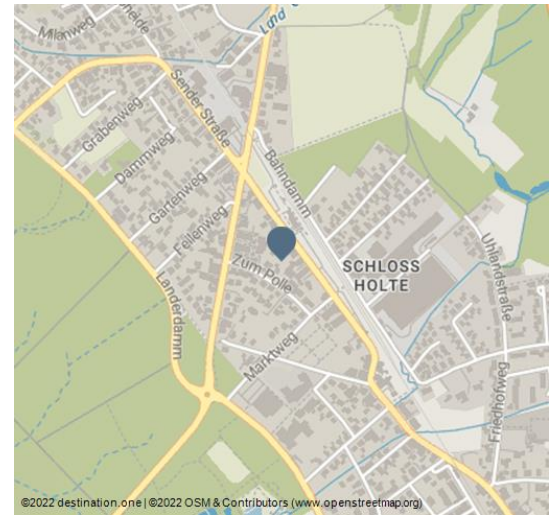 Milanweg
Land
Sender Straße
Grabenweg
Dammweg
Bahndamm
Gartenweg
Feilenweg
Zum Polle
SCHLOSS
HOLTE
Uhlandstraße
Landerdamm
Marktweg
Friedhofweg
©2022 destination.one | ©2022 OSM & Contributors (www.openstreetmap.org)